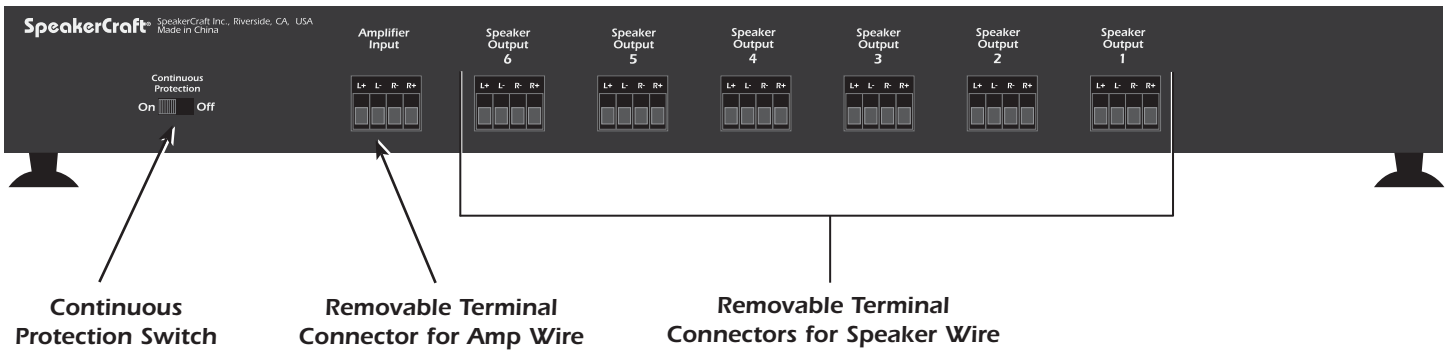 SpeakerCraft® SpeakerCraft Inc., Riverside, CA, USA
Made in China
Continuous
Protection
On Off
Amplifier
Input
L+ L- R- R+
Speaker
Output
6
L+ L- R- R+
Speaker
Output
5
L+ L- R- R+
Speaker
Output
4
L+ L- R- R+
Speaker
Output
3
L+ L- R- R+
Speaker
Output
2
L+ L- R- R+
Speaker
Output
1
L+ L- R- R+
Continuous
Protection Switch
Removable Terminal
Connector for Amp Wire
Removable Terminal
Connectors for Speaker Wire